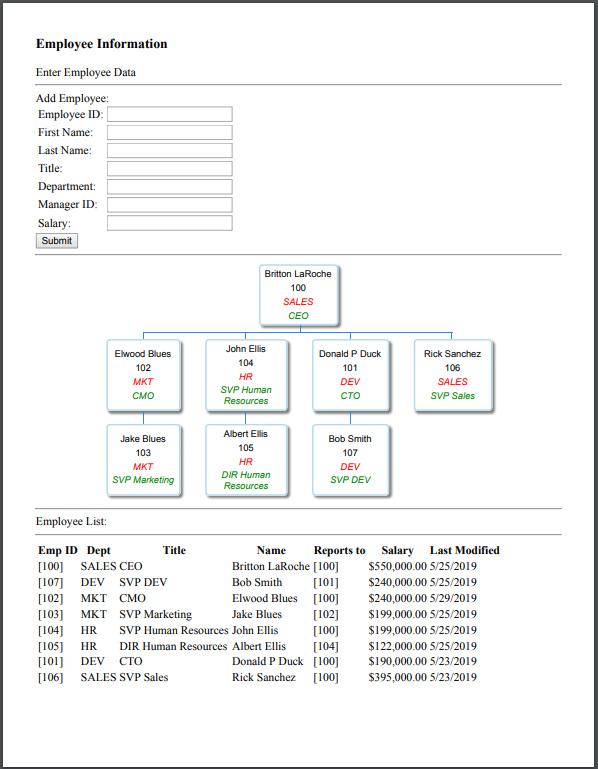 Employee Information
Enter Employee Data
Add Employee:
Employee ID:
First Name:
Last Name:
Title:
Department:
Manager ID:
Salary:
Submit
Britton LaRoche
100
SALES
CEO
Elwood Blues
102
MKT
CMO
John Ellis
104
HR
SVP Human
Resources
Donald P Duck
101
DEV
CTO
Rick Sanchez
106
SALES
SVP Sales
Jake Blues
103
MKT
SVP Marketing
Albert Ellis
105
HR
DIR Human
Resources
Bob Smith
107
DEV
SVP DEV
Employee List:
Emp ID Dept Title Name Reports to Salary Last Modified
[100] SALES CEO Britton LaRoche [100] $550,000.00 5/25/2019
[107] DEV SVP DEV Bob Smith [101] $240,000.00 5/25/2019
[102] MKT CMO Elwood Blues [100] $240,000.00 5/29/2019
[103] MKT SVP Marketing Jake Blues [102] $199,000.00 5/25/2019
[104] HR SVP Human Resources John Ellis [100] $199,000.00 5/25/2019
[105] HR DIR Human Resources Albert Ellis [104] $122,000.00 5/25/2019
[101] DEV CTO Donald P Duck [100] $190,000.00 5/23/2019
[106] SALES SVP Sales Rick Sanchez [100] $395,000.00 5/23/2019